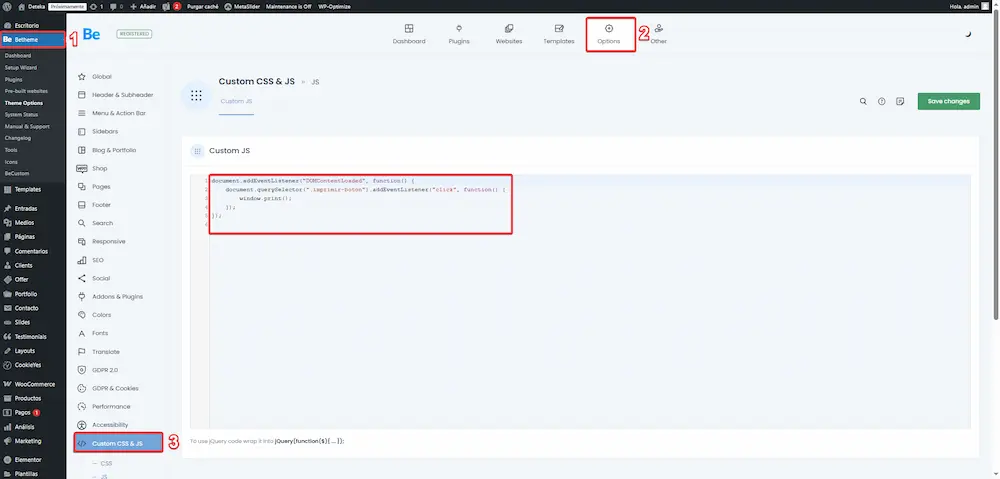 Deteka Próximamente 1 0 Añadir 2 Purgar caché MetaSlider Maintenance is Off WP-Optimize Hola, admin
Escritorio
Be Betheme
1
Dashboard
Setup Wizard
Plugins
Pre-built websites
Theme Options
System Status
Manual & Support
Changelog
Tools
Icons
BeCustom
Templates
Entradas
Medios
Páginas
Comentarios
Clients
Offer
Portfolio
Contacto
Slides
Testimonials
Layouts
CookieYes
WooCommerce
Productos
Pagos 1
Análisis
Marketing
Elementor
Plantillas
Be REGISTERED
Dashboard
Plugins
Websites
Templates
Options
2
Other
Global
Header & Subheader
Menu & Action Bar
Sidebars
Blog & Portfolio
Shop
Pages
Footer
Search
Responsive
SEO
Social
Addons & Plugins
Colors
Fonts
Translate
GDPR 2.0
GDPR & Cookies
Performance
Accessibility
Custom CSS & JS
3
CSS
JS
Custom CSS & JS » JS
Custom JS
Save changes
Custom JS
1 document.addEventListener("DOMContentLoaded", function() {
2 document.querySelector(".imprimir-boton").addEventListener("click", function() {
3 window.print();
4 });
5 });
6
To use jQuery code wrap it into jQuery(function($){ ... });